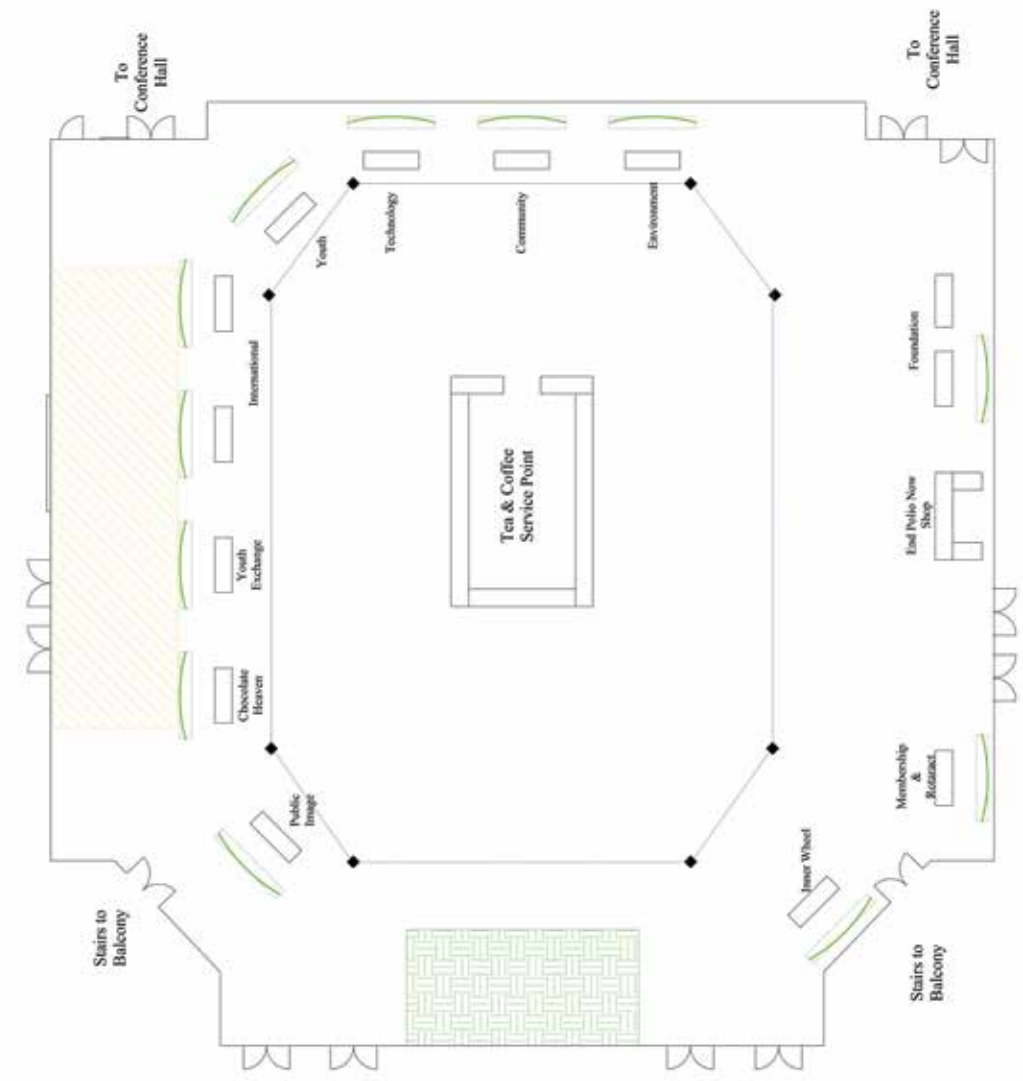 To
Conference
Hall
To
Conference
Hall
Youth
Technology
Community
Environment
International
Foundation
Tea & Coffee
Service Point
End Polio Now
Shop
Youth
Exchange
Chocolate
Heaven
Membership
&
Rotaract
Public
Image
Inner Wheel
Stairs to
Balcony
Stairs to
Balcony